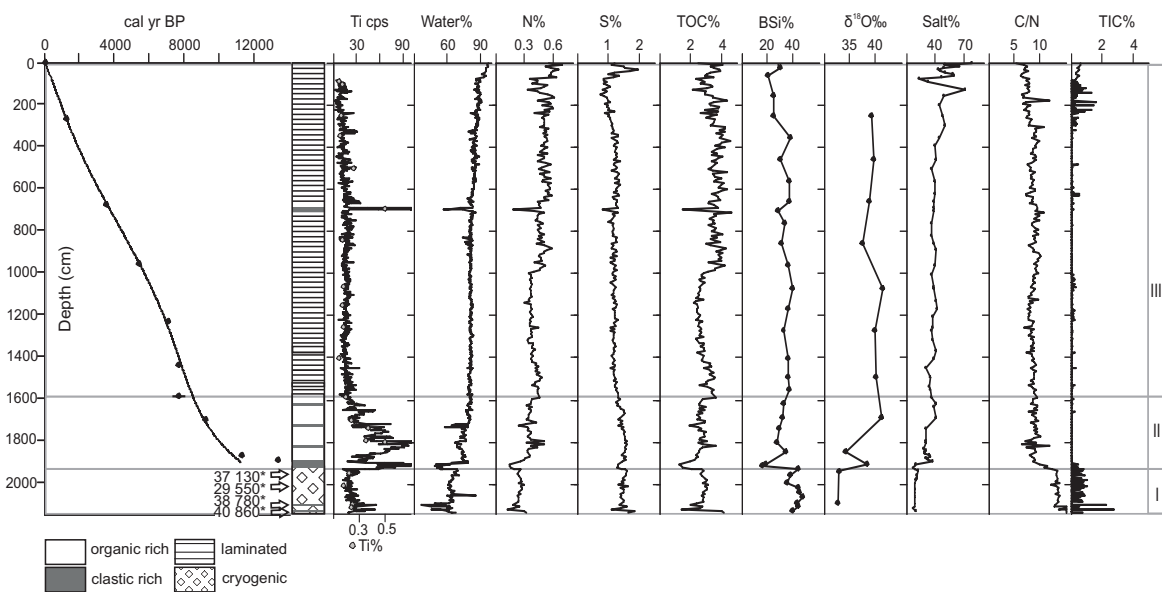 cal yr BP Ti cps Water% N% S% TOC% BSi% δ¹⁸O‰ Salt% C/N TIC%
0 4000 8000 12000 30 60 90 60 90 0.3 0.6 1 2 2 4 20 40 35 40 40 70 5 10 2 4
0
200
400
600
800
1000
1200
1400
1600
1800
2000
Depth (cm)
III
II
I
37 130*
29 550*
38 780*
40 860*
0.3 0.5
Ti%
organic rich laminated
clastic rich cryogenic